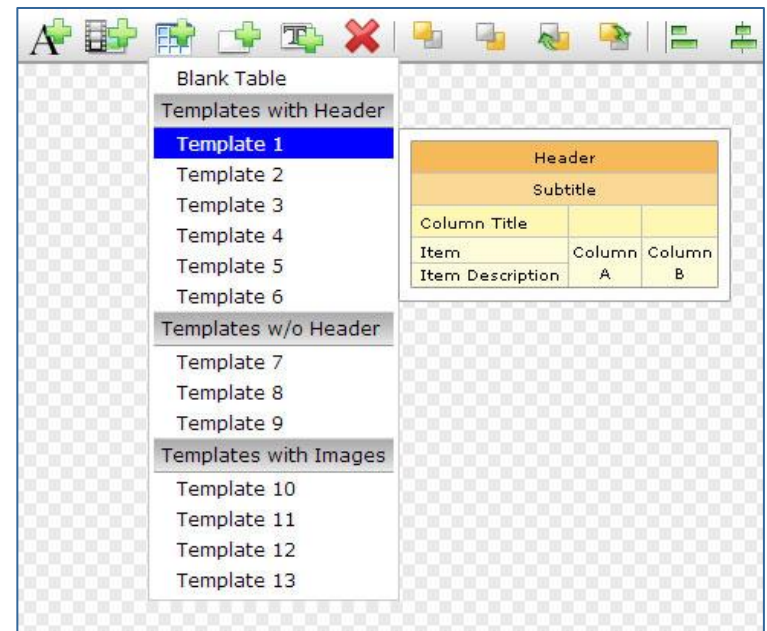 Blank Table
Templates with Header
Template 1
Template 2
Template 3
Template 4
Template 5
Template 6
Templates w/o Header
Template 7
Template 8
Template 9
Templates with Images
Template 10
Template 11
Template 12
Template 13
Header
Subtitle
Column Title
Item
Item Description
Column A
Column B